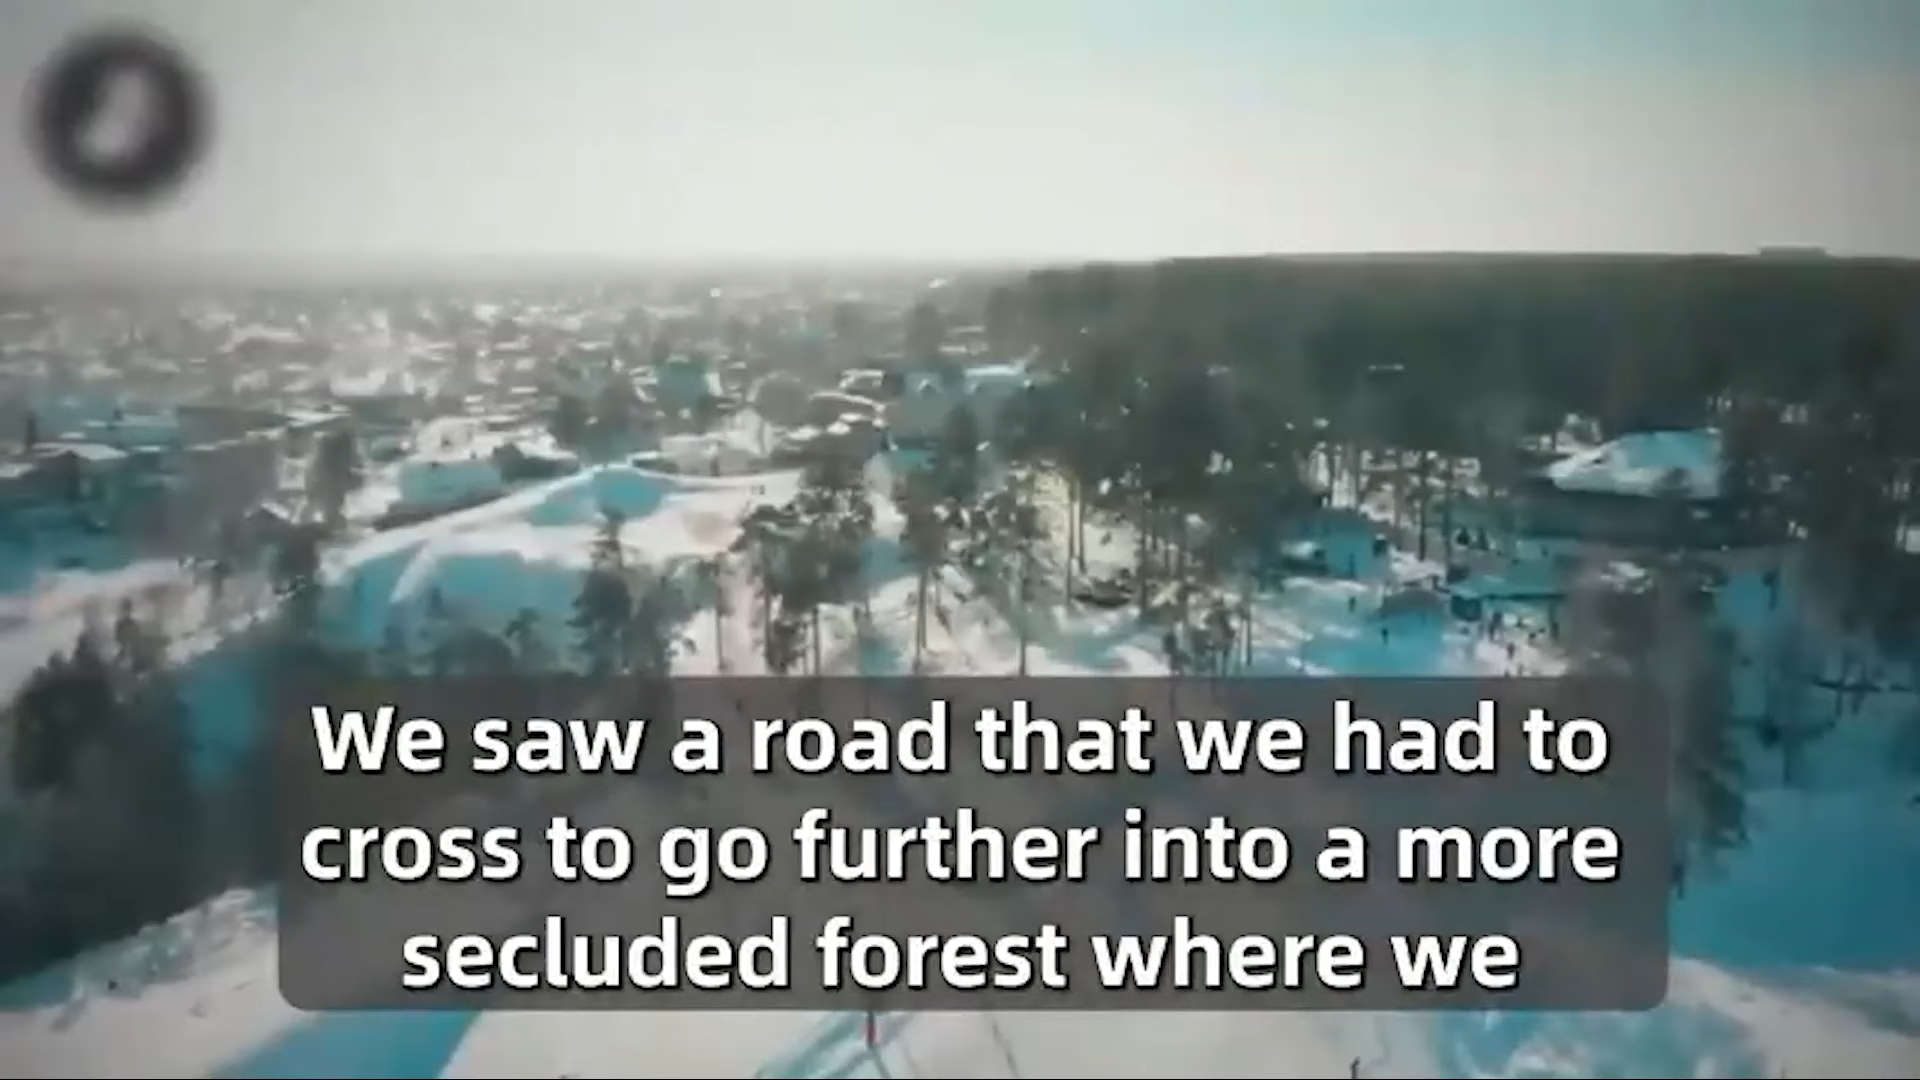 We saw a road that we had to
cross to go further into a more
secluded forest where we